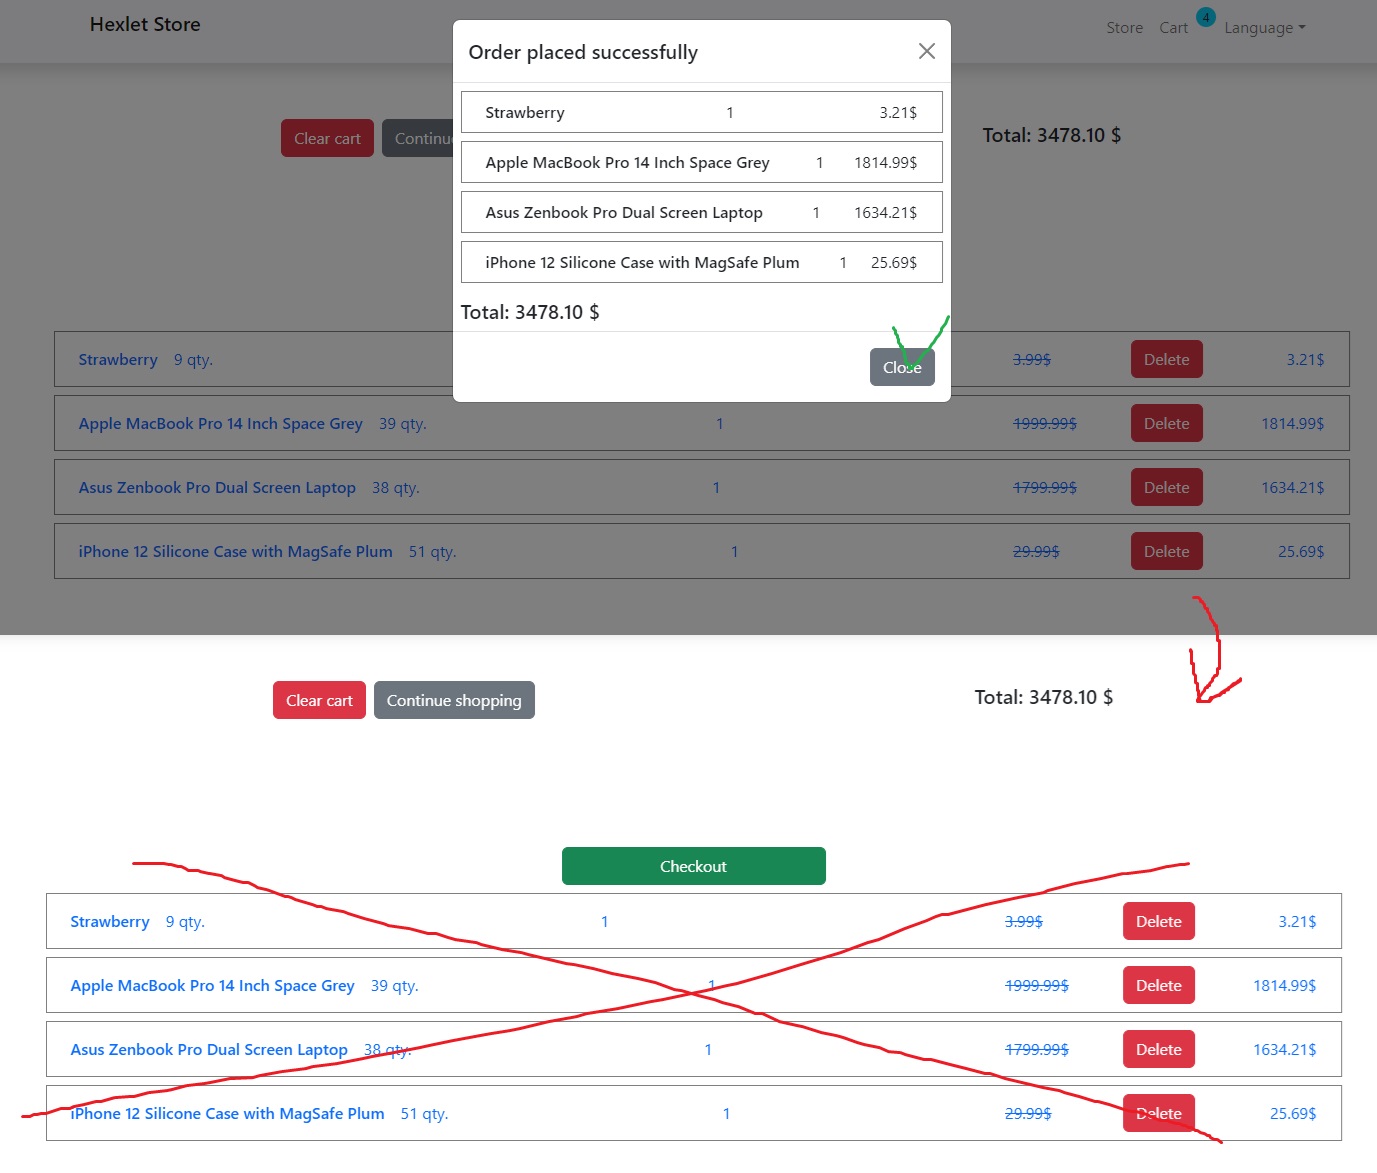 Hexlet Store
Store Cart 4 Language
Order placed successfully
Strawberry 1 3.21$
Apple MacBook Pro 14 Inch Space Grey 1 1814.99$
Asus Zenbook Pro Dual Screen Laptop 1 1634.21$
iPhone 12 Silicone Case with MagSafe Plum 1 25.69$
Total: 3478.10 $
Close
Clear cart Continu
Total: 3478.10 $
Strawberry 9 qty. 3.99$ Delete 3.21$
Apple MacBook Pro 14 Inch Space Grey 39 qty. 1 1999.99$ Delete 1814.99$
Asus Zenbook Pro Dual Screen Laptop 38 qty. 1 1799.99$ Delete 1634.21$
iPhone 12 Silicone Case with MagSafe Plum 51 qty. 1 29.99$ Delete 25.69$
Clear cart Continue shopping Total: 3478.10 $
Checkout
Strawberry 9 qty. 1 3.99$ Delete 3.21$
Apple MacBook Pro 14 Inch Space Grey 39 qty. 1 1999.99$ Delete 1814.99$
Asus Zenbook Pro Dual Screen Laptop 38 qty. 1 1799.99$ Delete 1634.21$
iPhone 12 Silicone Case with MagSafe Plum 51 qty. 1 29.99$ Delete 25.69$